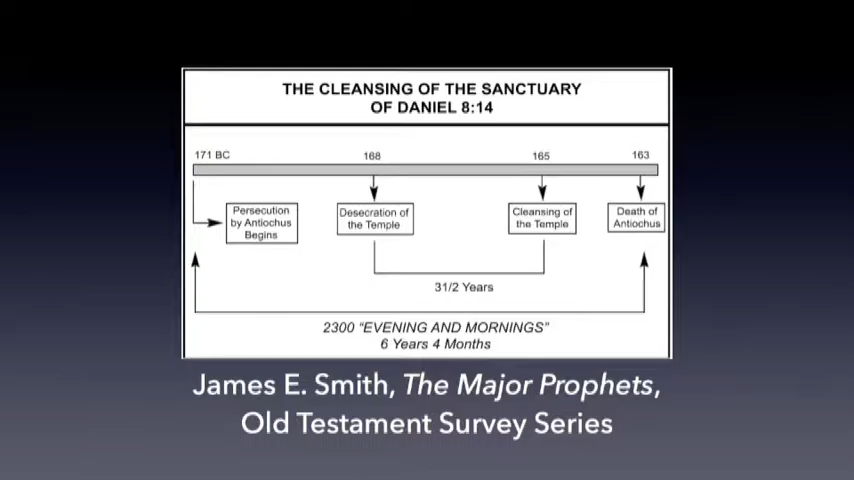 THE CLEANSING OF THE SANCTUARY
OF DANIEL 8:14
171 BC 168 165 163
Persecution
by Antiochus
Begins
Desecration of
the Temple
Cleansing of
the Temple
Death of
Antiochus
31/2 Years
2300 “EVENING AND MORNINGS”
6 Years 4 Months
James E. Smith, The Major Prophets,
Old Testament Survey Series